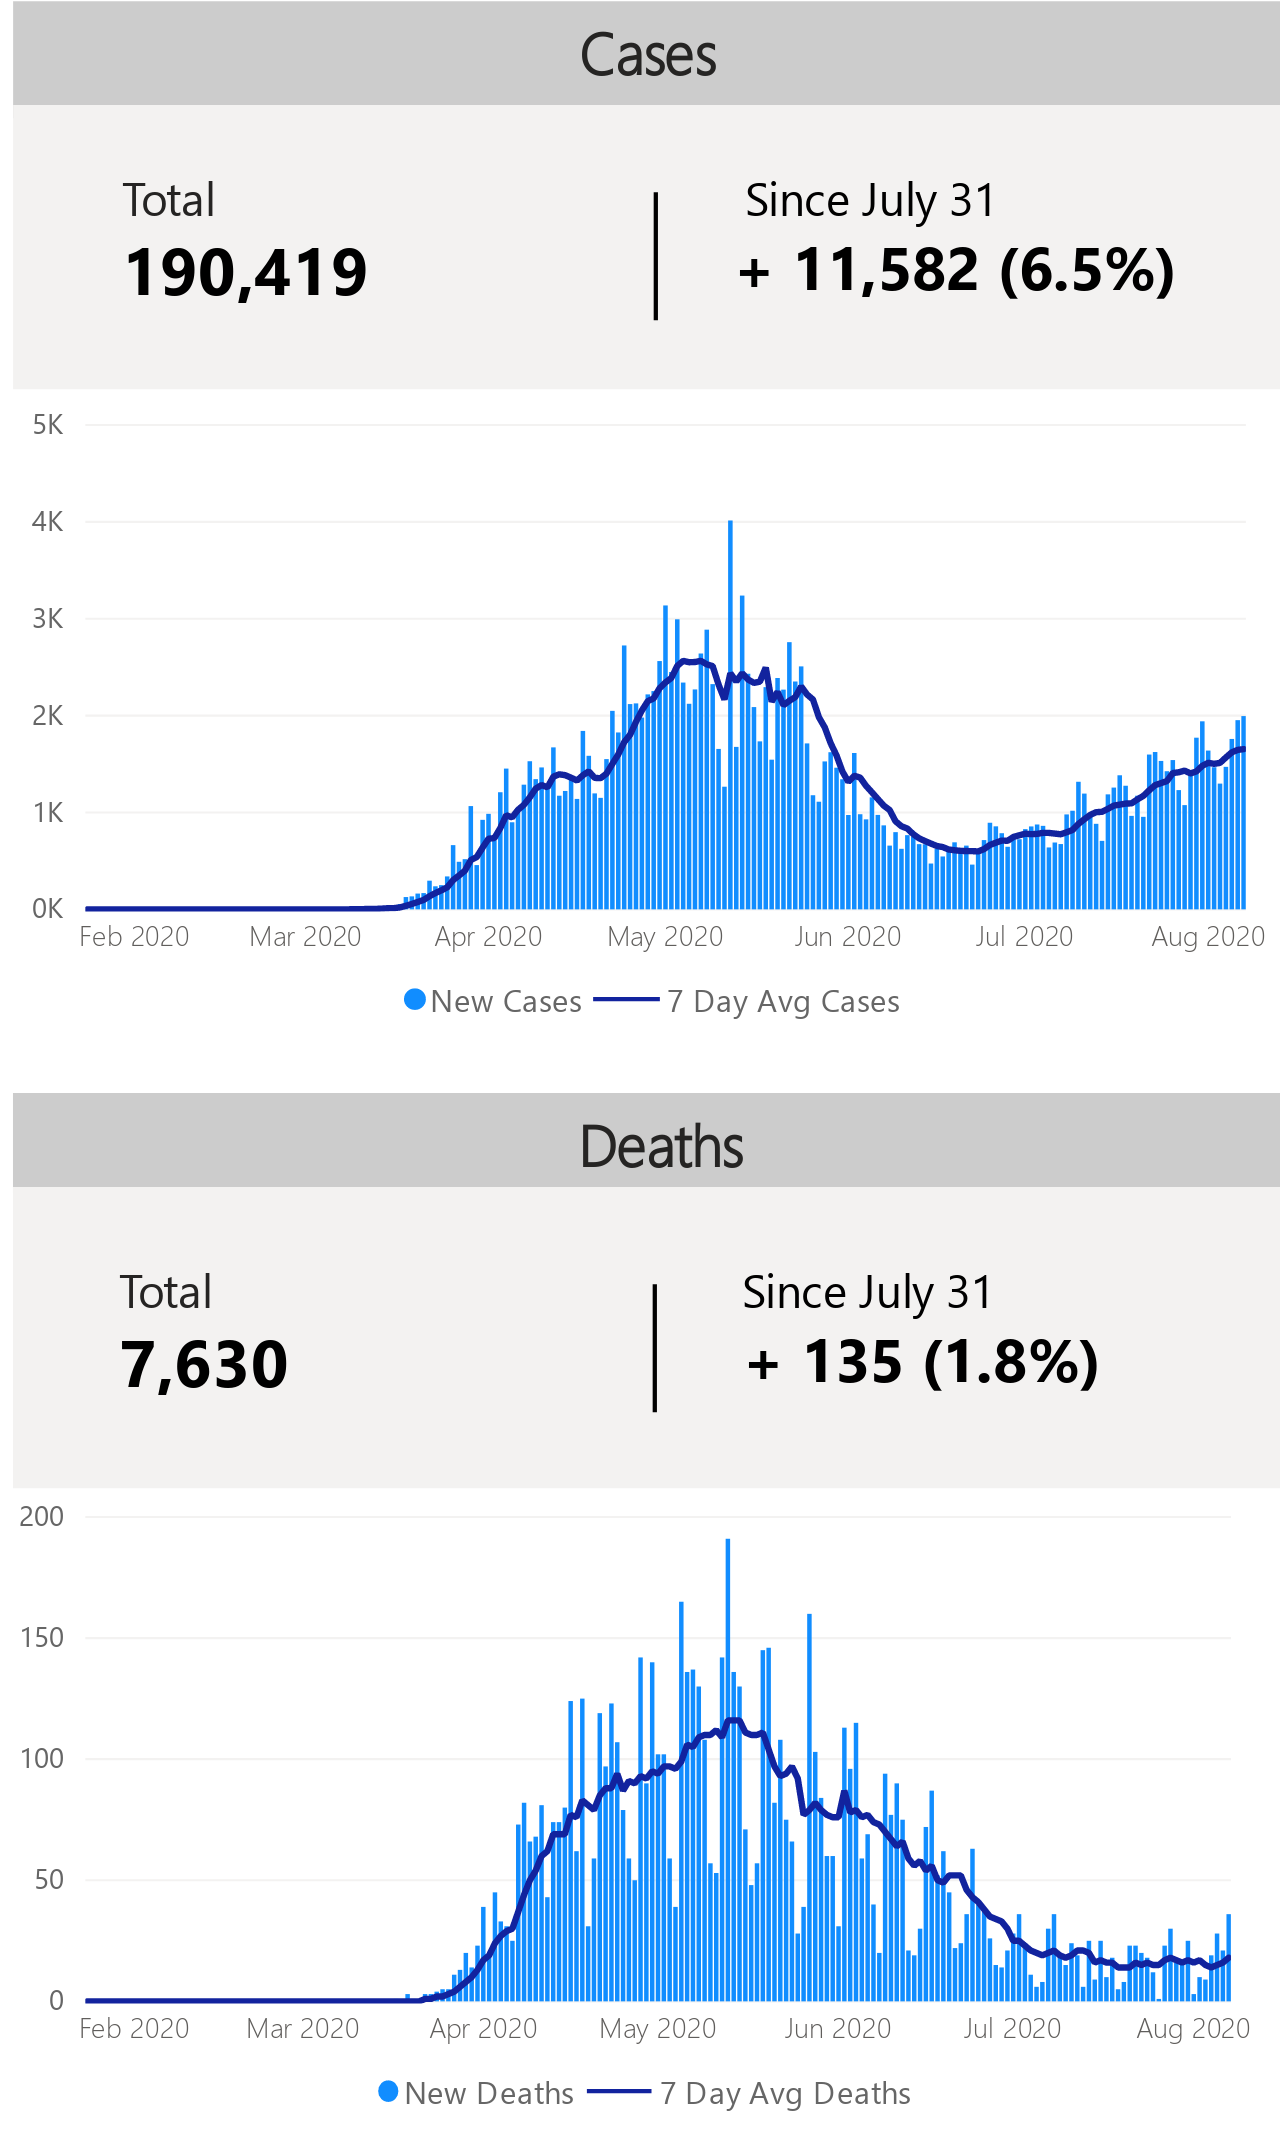 Cases
Total
Since July 31
190,419
+ 11,582 (6.5%)
5K
4K
3K
2K
1K
0K
Feb 2020 Mar 2020 Apr 2020 May 2020 Jun 2020 Jul 2020 Aug 2020
New Cases 7 Day Avg Cases
Deaths
Total
Since July 31
7,630
+ 135 (1.8%)
200
150
100
50
0
Feb 2020 Mar 2020 Apr 2020 May 2020 Jun 2020 Jul 2020 Aug 2020
New Deaths 7 Day Avg Deaths